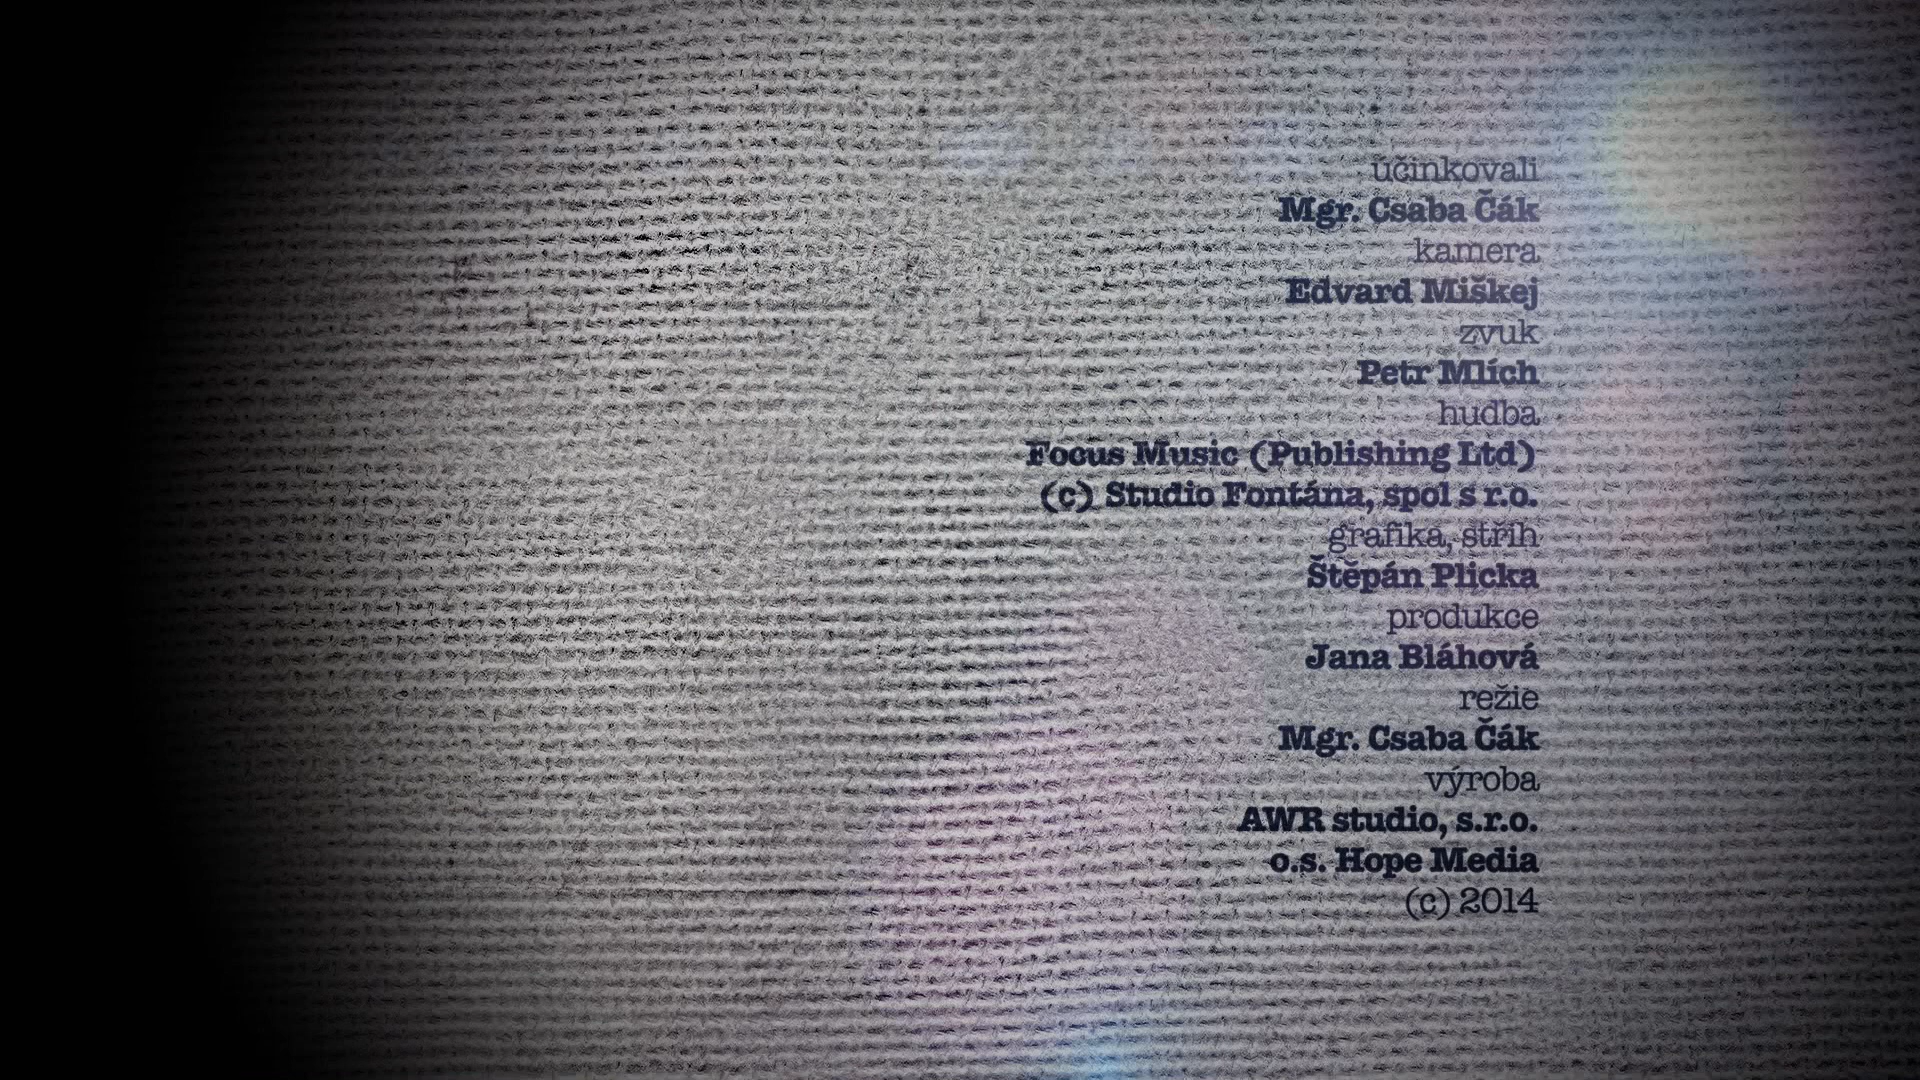 účinkovali
Mgr. Csaba Čák
kamera
Edvard Miškej
zvuk
Petr Mlích
hudba
Focus Music (Publishing Ltd)
(c) Studio Fontána, spol s r.o.
grafika, střih
Štěpán Plicka
produkce
Jana Bláhová
režie
Mgr. Csaba Čák
výroba
AWR studio, s.r.o.
o.s. Hope Media
(c) 2014